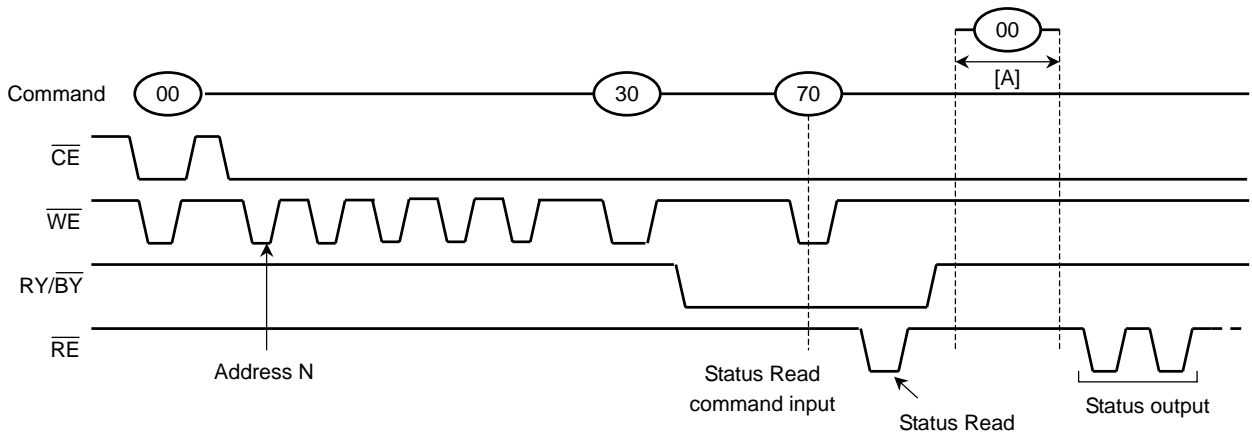 00
[A]
Command
00
30
70
CE
WE
RY/BY
RE
Address N
Status Read
command input
Status Read
Status output